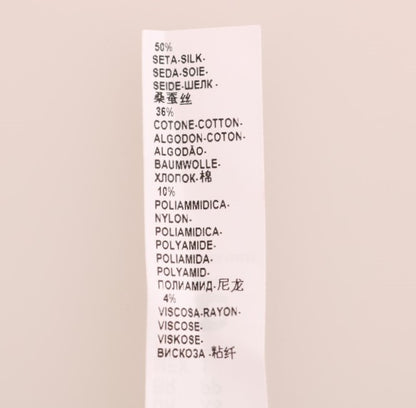 50%
SETA-SILK-
SEDA-SOIE-
SEIDE-ШЕЛК-
桑蚕丝
36%
COTONE-COTTON-
ALGODON-COTON-
ALGODÃO-
BAUMWOLLE-
ХЛОПОК-棉
10%
POLIAMMIDICA-
NYLON-
POLIAMIDICA-
POLYAMIDE-
POLIAMIDA-
POLYAMID-
ПОЛИАМИД-尼龙
4%
VISCOSA-RAYON-
VISCOSE-
VISKOSE-
ВИСКОЗА-粘纤